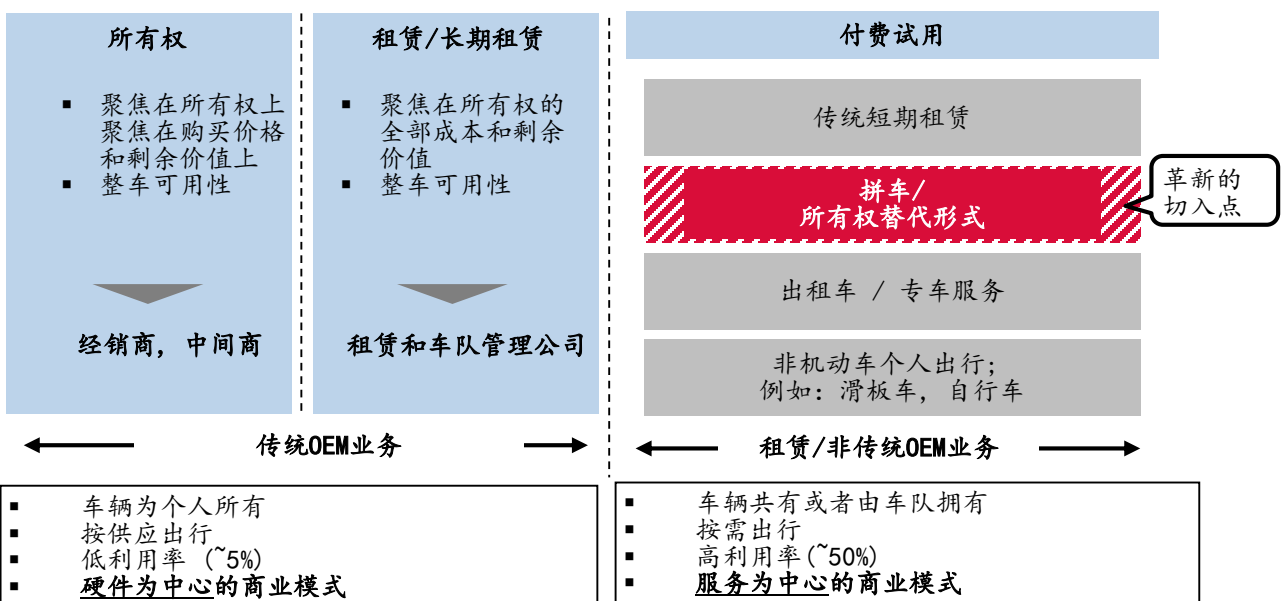 所有权
▪ 聚焦在所有权上
聚焦在购买价格
和剩余价值上
▪ 整车可用性
经销商, 中间商
租赁/长期租赁
▪ 聚焦在所有权的
全部成本和剩余
价值
▪ 整车可用性
租赁和车队管理公司
传统OEM业务
付费试用
传统短期租赁
拼车/
所有权替代形式
革新的
切入点
出租车 / 专车服务
非机动车个人出行;
例如: 滑板车, 自行车
租赁/非传统OEM业务
▪ 车辆为个人所有
▪ 按供应出行
▪ 低利用率 (~5%)
▪ 硬件为中心的商业模式
▪ 车辆共有或者由车队拥有
▪ 按需出行
▪ 高利用率(~50%)
▪ 服务为中心的商业模式